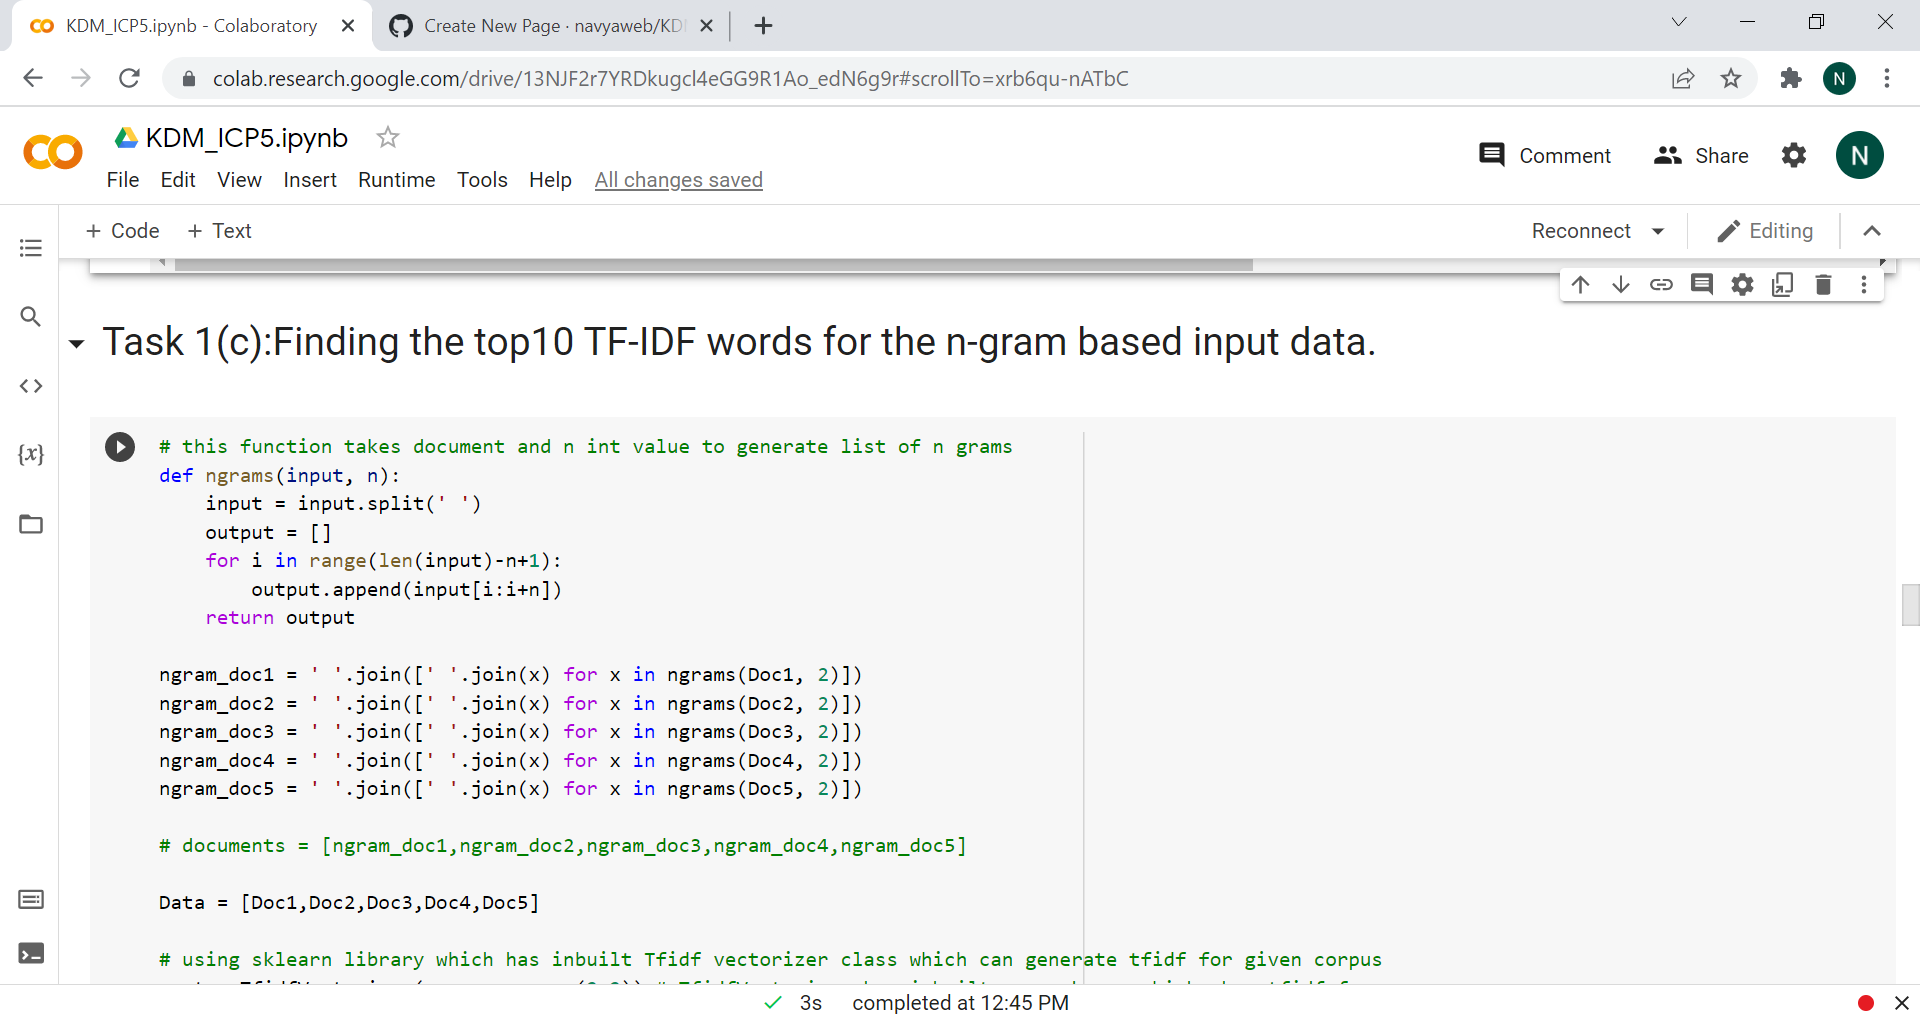 KDM_ICP5.ipynb - Colaboratory
Create New Page · navyaweb/KD
colab.research.google.com/drive/13NJF2r7YRDkugcl4eGG9R1Ao_edN6g9r#scrollTo=xrb6qu-nATbC
N
KDM_ICP5.ipynb
File Edit View Insert Runtime Tools Help All changes saved
Comment Share N
+ Code + Text
Reconnect Editing
Task 1(c):Finding the top10 TF-IDF words for the n-gram based input data.
# this function takes document and n int value to generate list of n grams
def ngrams(input, n):
    input = input.split(' ')
    output = []
    for i in range(len(input)-n+1):
        output.append(input[i:i+n])
    return output
ngram_doc1 = ' '.join([' '.join(x) for x in ngrams(Doc1, 2)])
ngram_doc2 = ' '.join([' '.join(x) for x in ngrams(Doc2, 2)])
ngram_doc3 = ' '.join([' '.join(x) for x in ngrams(Doc3, 2)])
ngram_doc4 = ' '.join([' '.join(x) for x in ngrams(Doc4, 2)])
ngram_doc5 = ' '.join([' '.join(x) for x in ngrams(Doc5, 2)])
# documents = [ngram_doc1,ngram_doc2,ngram_doc3,ngram_doc4,ngram_doc5]
Data = [Doc1,Doc2,Doc3,Doc4,Doc5]
# using sklearn library which has inbuilt Tfidf vectorizer class which can generate tfidf for given corpus
3s completed at 12:45 PM